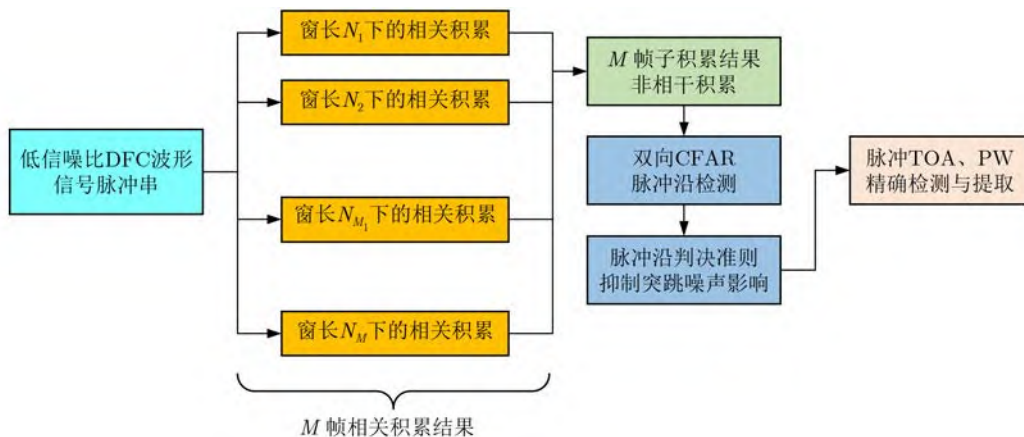 低信噪比DFC波形
信号脉冲串
窗长N₁下的相关积累
窗长N₂下的相关积累
窗长N_{M₁}下的相关积累
窗长N_M下的相关积累
M 帧相关积累结果
M 帧子积累结果
非相干积累
双向CFAR
脉冲沿检测
脉冲沿判决准则
抑制突跳噪声影响
脉冲TOA、PW
精确检测与提取